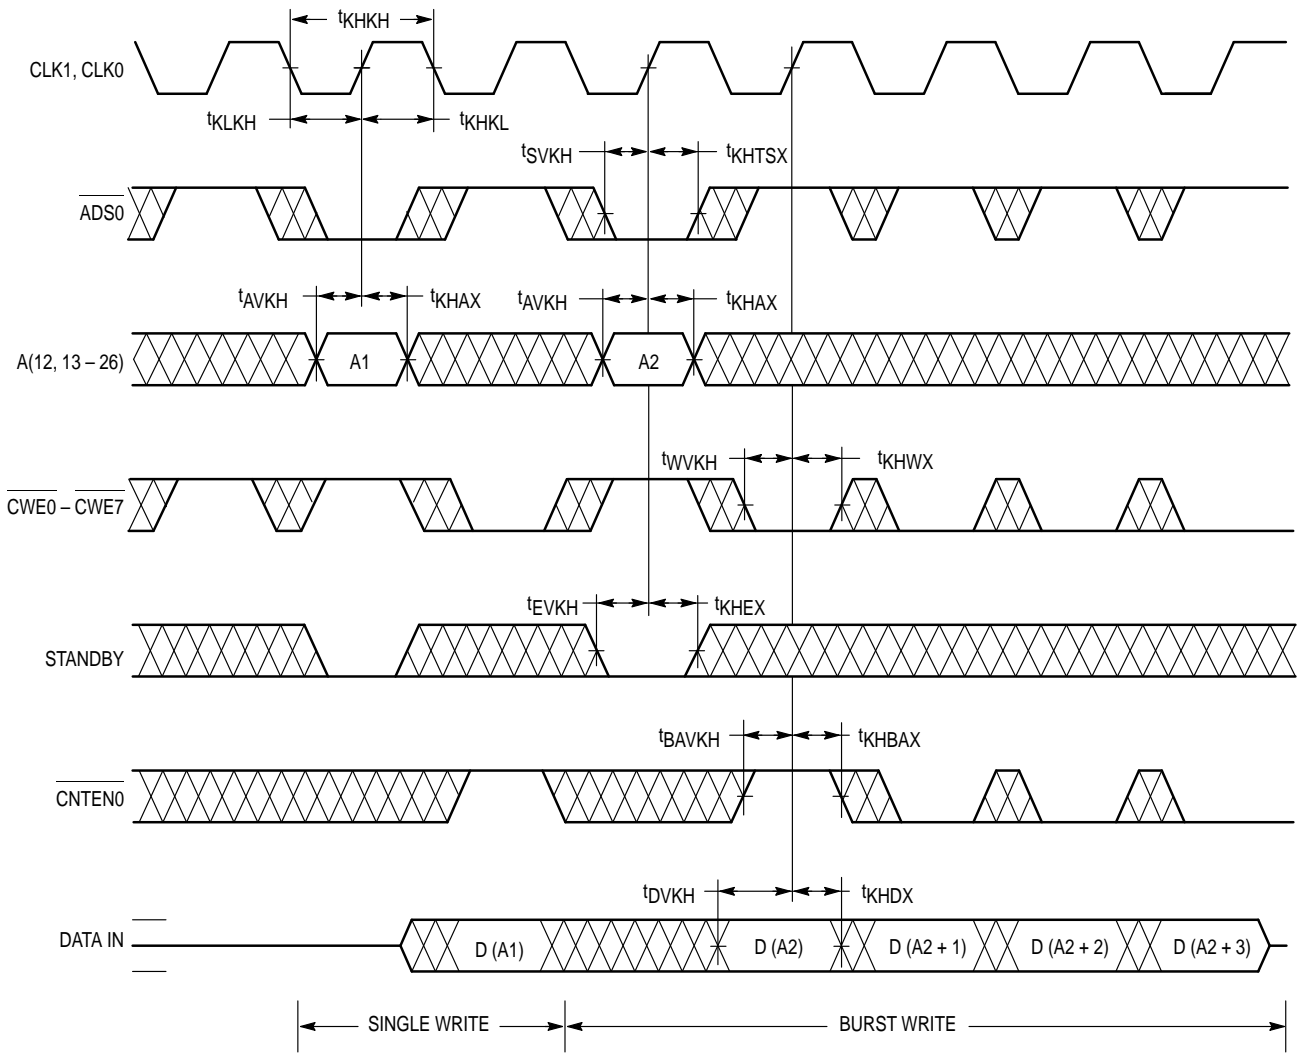 tKHKH
CLK1, CLK0
tKLKH tKHKL
tSVKH tKHTSX
ADS0
tAVKH tKHAX tAVKH tKHAX
A(12, 13 – 26) A1 A2
tWVKH tKHWX
CWE0 – CWE7
tEVKH tKHEX
STANDBY
tBAVKH tKHBAX
CNTEN0
tDVKH tKHDX
DATA IN D (A1) D (A2) D (A2 + 1) D (A2 + 2) D (A2 + 3)
SINGLE WRITE BURST WRITE